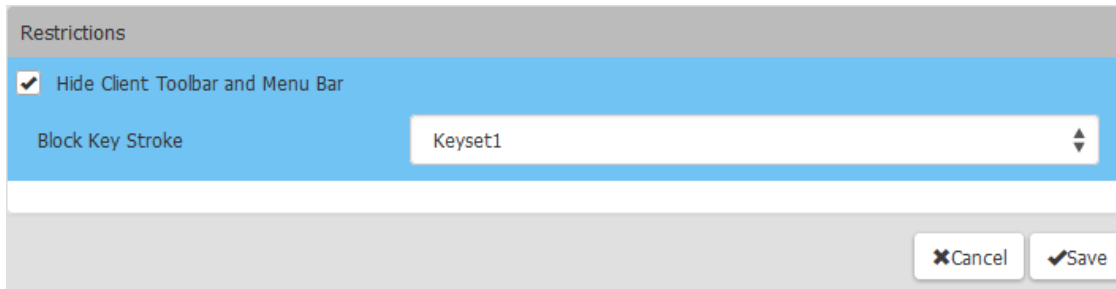 Restrictions
Hide Client Toolbar and Menu Bar
Block Key Stroke Keyset1
Cancel Save